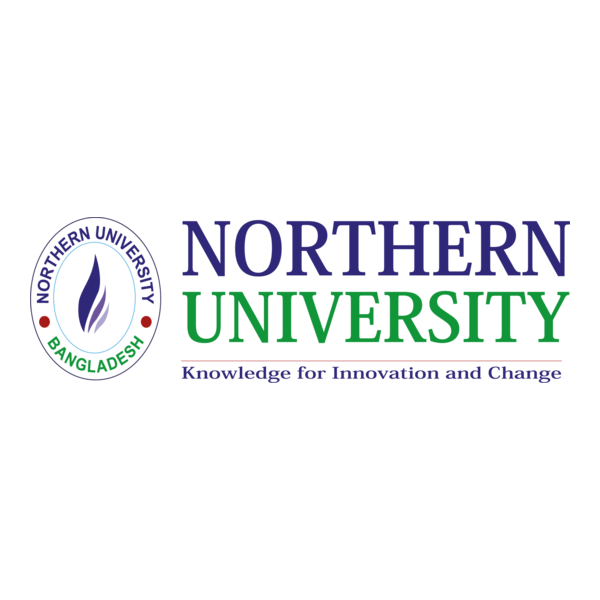 NORTHERN UNIVERSITY
BANGLADESH
NORTHERN
UNIVERSITY
Knowledge for Innovation and Change